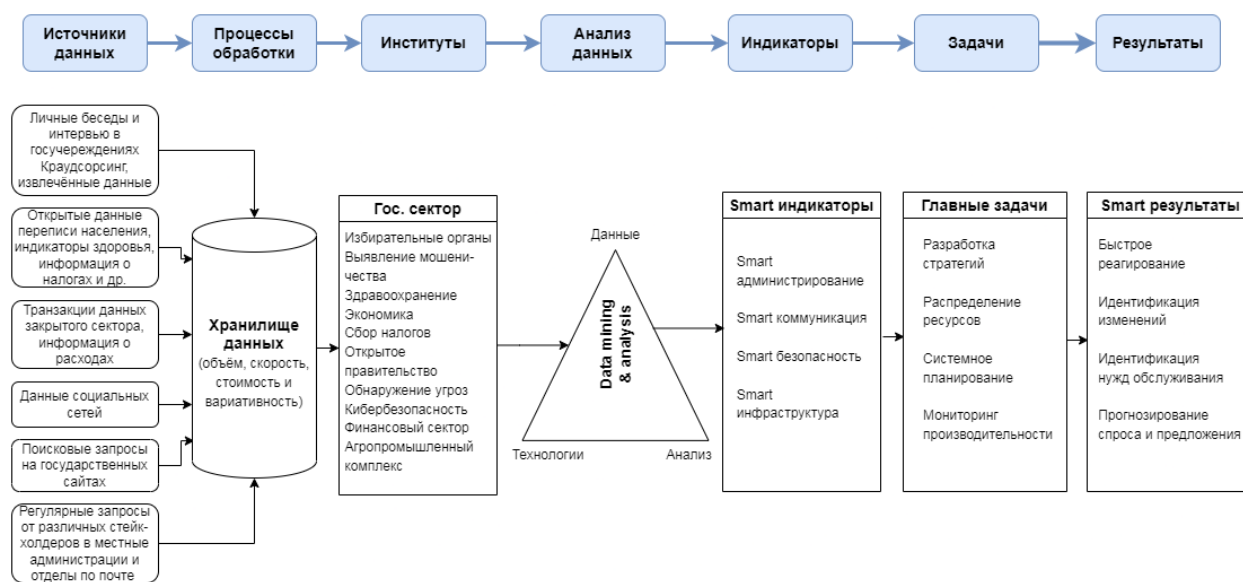 Источники
данных
Процессы
обработки
Институты
Анализ
данных
Индикаторы
Задачи
Результаты
Личные беседы и
интервью в
госучереждениях
Краудсорсинг,
извлечённые данные
Открытые данные
переписи населения,
индикаторы здоровья,
информация о
налогах и др.
Транзакции данных
закрытого сектора,
информация о
расходах
Данные социальных
сетей
Поисковые запросы
на государственных
сайтах
Регулярные запросы
от различных стейк-
холдеров в местные
администрации и
отделы по почте
Хранилище
данных
(объём, скорость,
стоимость и
вариативность)
Гос. сектор
Избирательные органы
Выявление мошени-
чества
Здравоохранение
Экономика
Сбор налогов
Открытое
правительство
Обнаружение угроз
Кибербезопасность
Финансовый сектор
Агропромышленный
комплекс
Данные
Data mining
& analysis
Технологии
Анализ
Smart индикаторы
Smart
администрирование
Smart коммуникация
Smart безопасность
Smart
инфраструктура
Главные задачи
Разработка
стратегий
Распределение
ресурсов
Системное
планирование
Мониторинг
производительности
Smart результаты
Быстрое
реагирование
Идентификация
изменений
Идентификация
нужд обслуживания
Прогнозирование
спроса и предложения